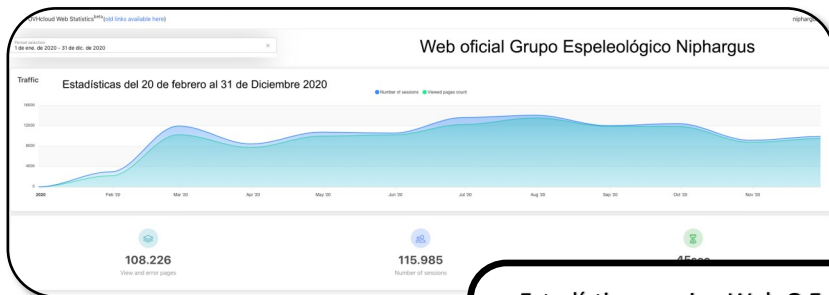 OVHcloud Web Statistics beta (old links available here)
Period selection
1 de ene. de 2020 - 31 de dic. de 2020 ×
Web oficial Grupo Espeleológico Niphargus
Traffic
Estadísticas del 20 de febrero al 31 de Diciembre 2020
Number of sessions Viewed pages count
16000
12000
8000
4000
0
2020 Feb '20 Mar '20 Apr '20 May '20 Jun '20 Jul '20 Aug '20 Sep '20 Oct '20 Nov '20
108.226
View and error pages
115.985
Number of sessions